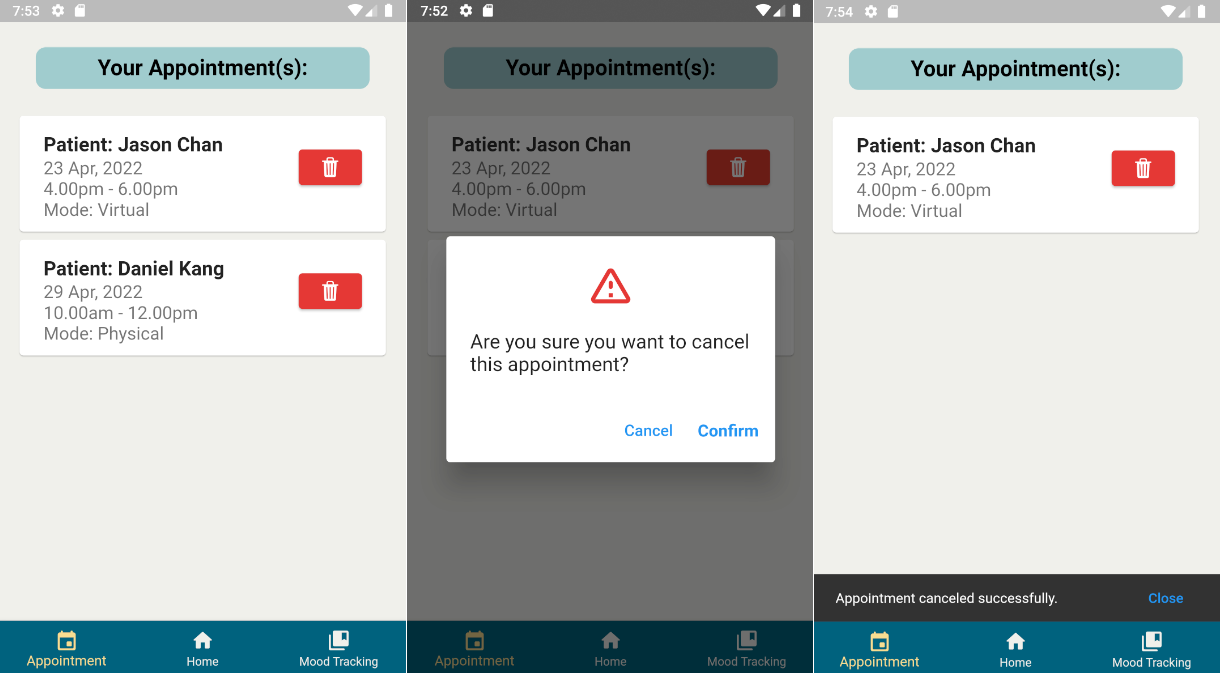 7:53
Your Appointment(s):
Patient: Jason Chan
23 Apr, 2022
4.00pm - 6.00pm
Mode: Virtual
Patient: Daniel Kang
29 Apr, 2022
10.00am - 12.00pm
Mode: Physical
Appointment
Home
Mood Tracking
7:52
Your Appointment(s):
Patient: Jason Chan
23 Apr, 2022
4.00pm - 6.00pm
Mode: Virtual
Are you sure you want to cancel
this appointment?
Cancel
Confirm
Appointment
Home
Mood Tracking
7:54
Your Appointment(s):
Patient: Jason Chan
23 Apr, 2022
4.00pm - 6.00pm
Mode: Virtual
Appointment canceled successfully.
Close
Appointment
Home
Mood Tracking